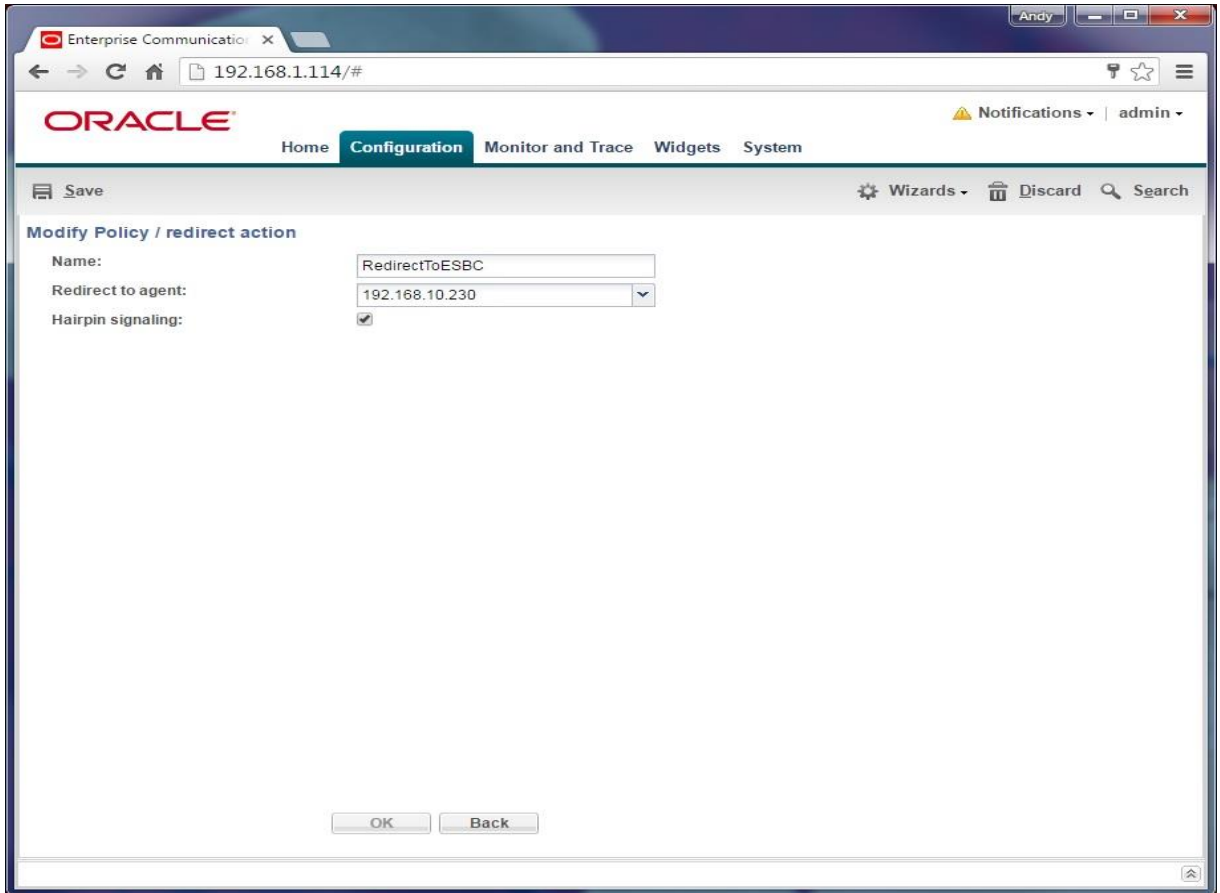 Andy
Enterprise Communication
192.168.1.114/#
ORACLE
Notifications | admin
Home Configuration Monitor and Trace Widgets System
Save Wizards Discard Search
Modify Policy / redirect action
Name: RedirectToESBC
Redirect to agent: 192.168.10.230
Hairpin signaling:
OK Back